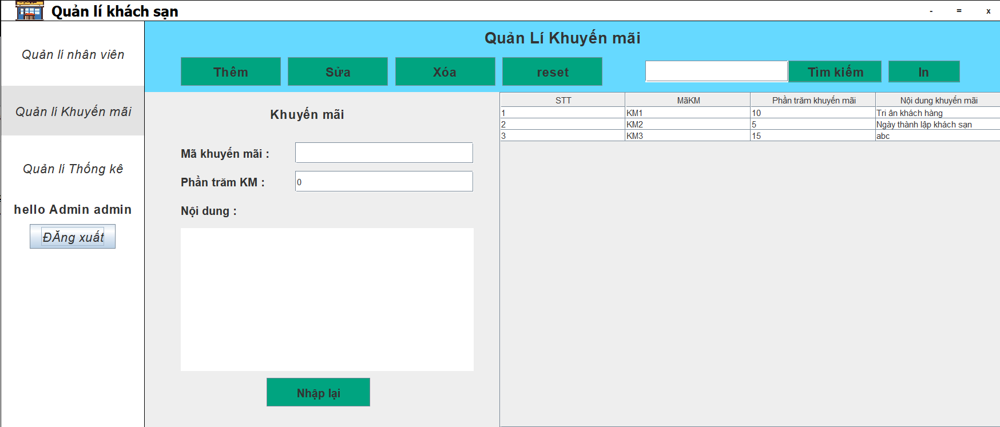 Quản lí khách sạn
- = x
Quản lí nhân viên
Quản lí Khuyến mãi
Quản lí Thống kê
hello Admin admin
ĐĂng xuất
Quản Lí Khuyến mãi
Thêm Sửa Xóa reset Tìm kiếm In
Khuyến mãi
Mã khuyến mãi :
Phần trăm KM : 0
Nội dung :
Nhập lại
STT MãKM Phần trăm khuyến mãi Nội dung khuyến mãi
1 KM1 10 Tri ân khách hàng
2 KM2 5 Ngày thành lập khách sạn
3 KM3 15 abc